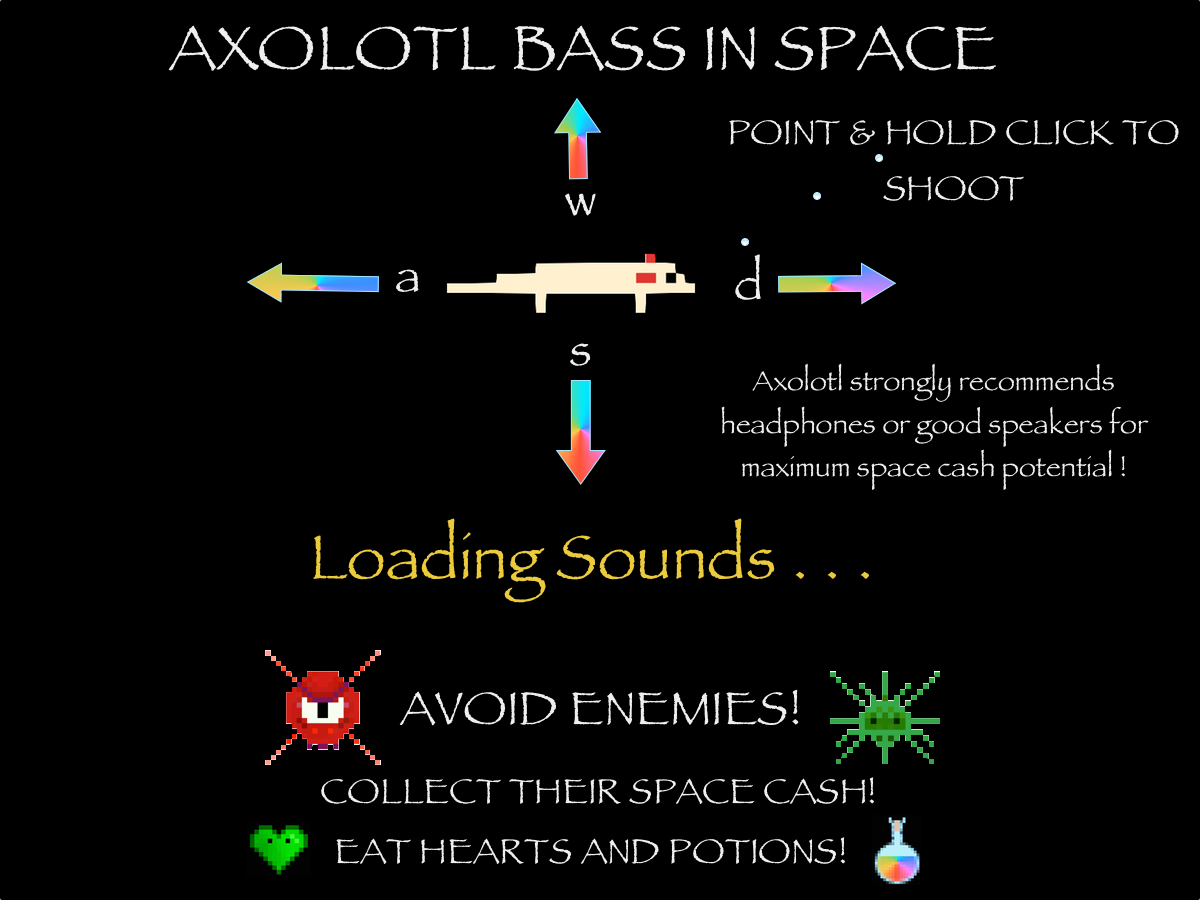 AXOLOTL BASS IN SPACE
POINT & HOLD CLICK TO
SHOOT
w
a
d
s
Axolotl strongly recommends
headphones or good speakers for
maximum space cash potential !
Loading Sounds . . .
AVOID ENEMIES!
COLLECT THEIR SPACE CASH!
EAT HEARTS AND POTIONS!